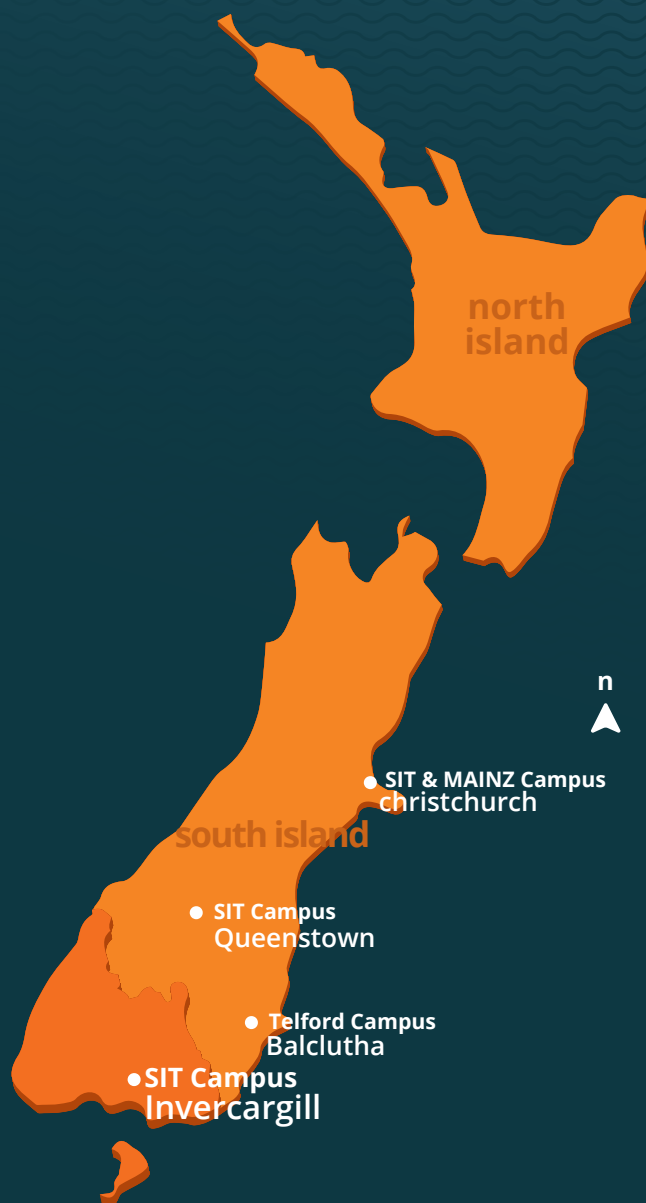 north
island
n
SIT & MAINZ Campus
christchurch
south island
SIT Campus
Queenstown
Telford Campus
Balclutha
SIT Campus
Invercargill